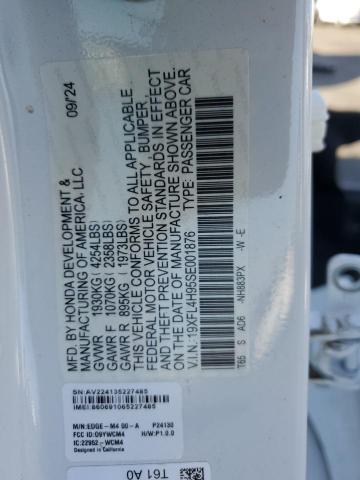 09/24
MFD. BY HONDA DEVELOPMENT &
MANUFACTURING OF AMERICA, LLC
GVWR 1930KG ( 4254LBS)
GAWR F 1070KG ( 2358LBS)
GAWR R 895KG ( 1973LBS)
THIS VEHICLE CONFORMS TO ALL APPLICABLE
FEDERAL MOTOR VEHICLE SAFETY, BUMPER,
AND THEFT PREVENTION STANDARDS IN EFFECT
ON THE DATE OF MANUFACTURE SHOWN ABOVE.
V.I.N.: 19XFL4H95SE001876
TYPE: PASSENGER CAR
T65 S AD6 -NH883PX -W -E
SN:AV224135227485
IMEI:860691065227485
M/N:EDGE-M4 00-A P24130
FCC ID:O9YWCM4 H/W:P1.0.0
IC:22952-WCM4
Designed in California
T61 A0